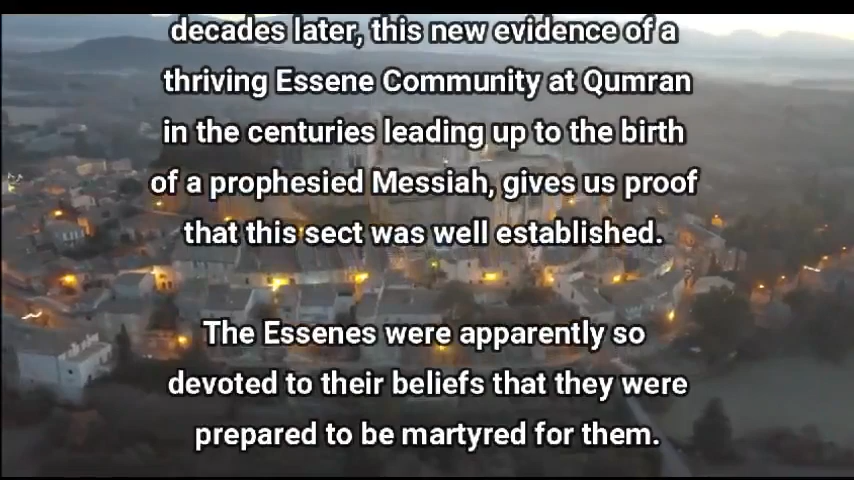 decades later, this new evidence of a
thriving Essene Community at Qumran
in the centuries leading up to the birth
of a prophesied Messiah, gives us proof
that this sect was well established.
The Essenes were apparently so
devoted to their beliefs that they were
prepared to be martyred for them.